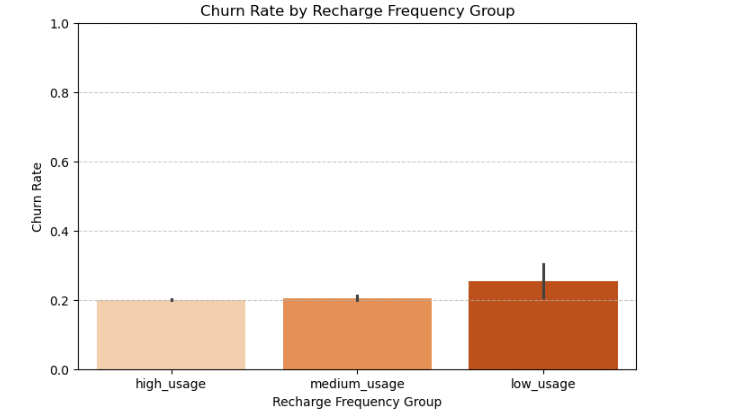 Churn Rate by Recharge Frequency Group
1.0
0.8
0.6
0.4
0.2
0.0
Churn Rate
high_usage medium_usage low_usage
Recharge Frequency Group